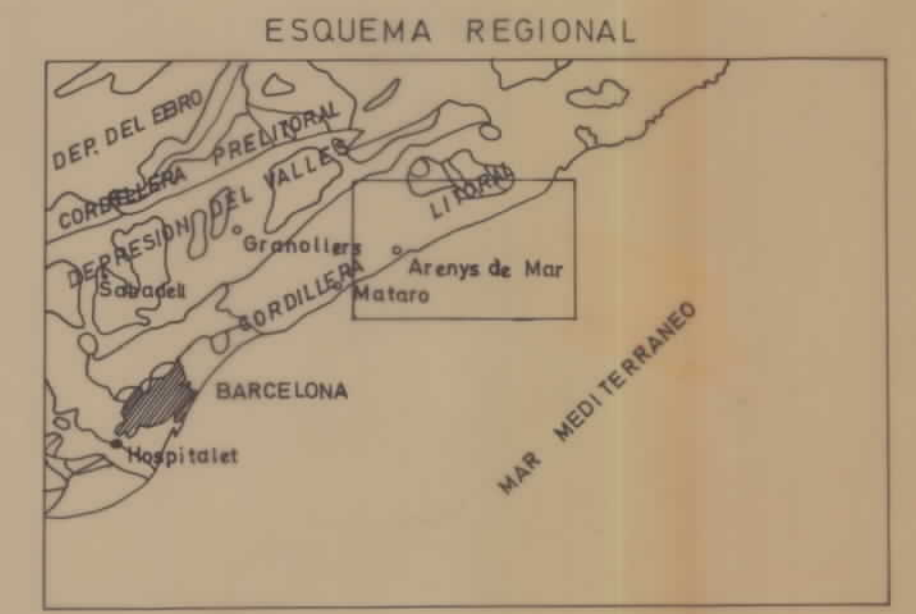 ESQUEMA REGIONAL
DEP. DEL EBRO
CORDILLERA PRELITORAL
DEPRESION DEL VALLES
LITORAL
Granollers
Arenys de Mar
Sabadell
CORDILLERA
Mataro
BARCELONA
MAR MEDITERRANEO
Hospitalet